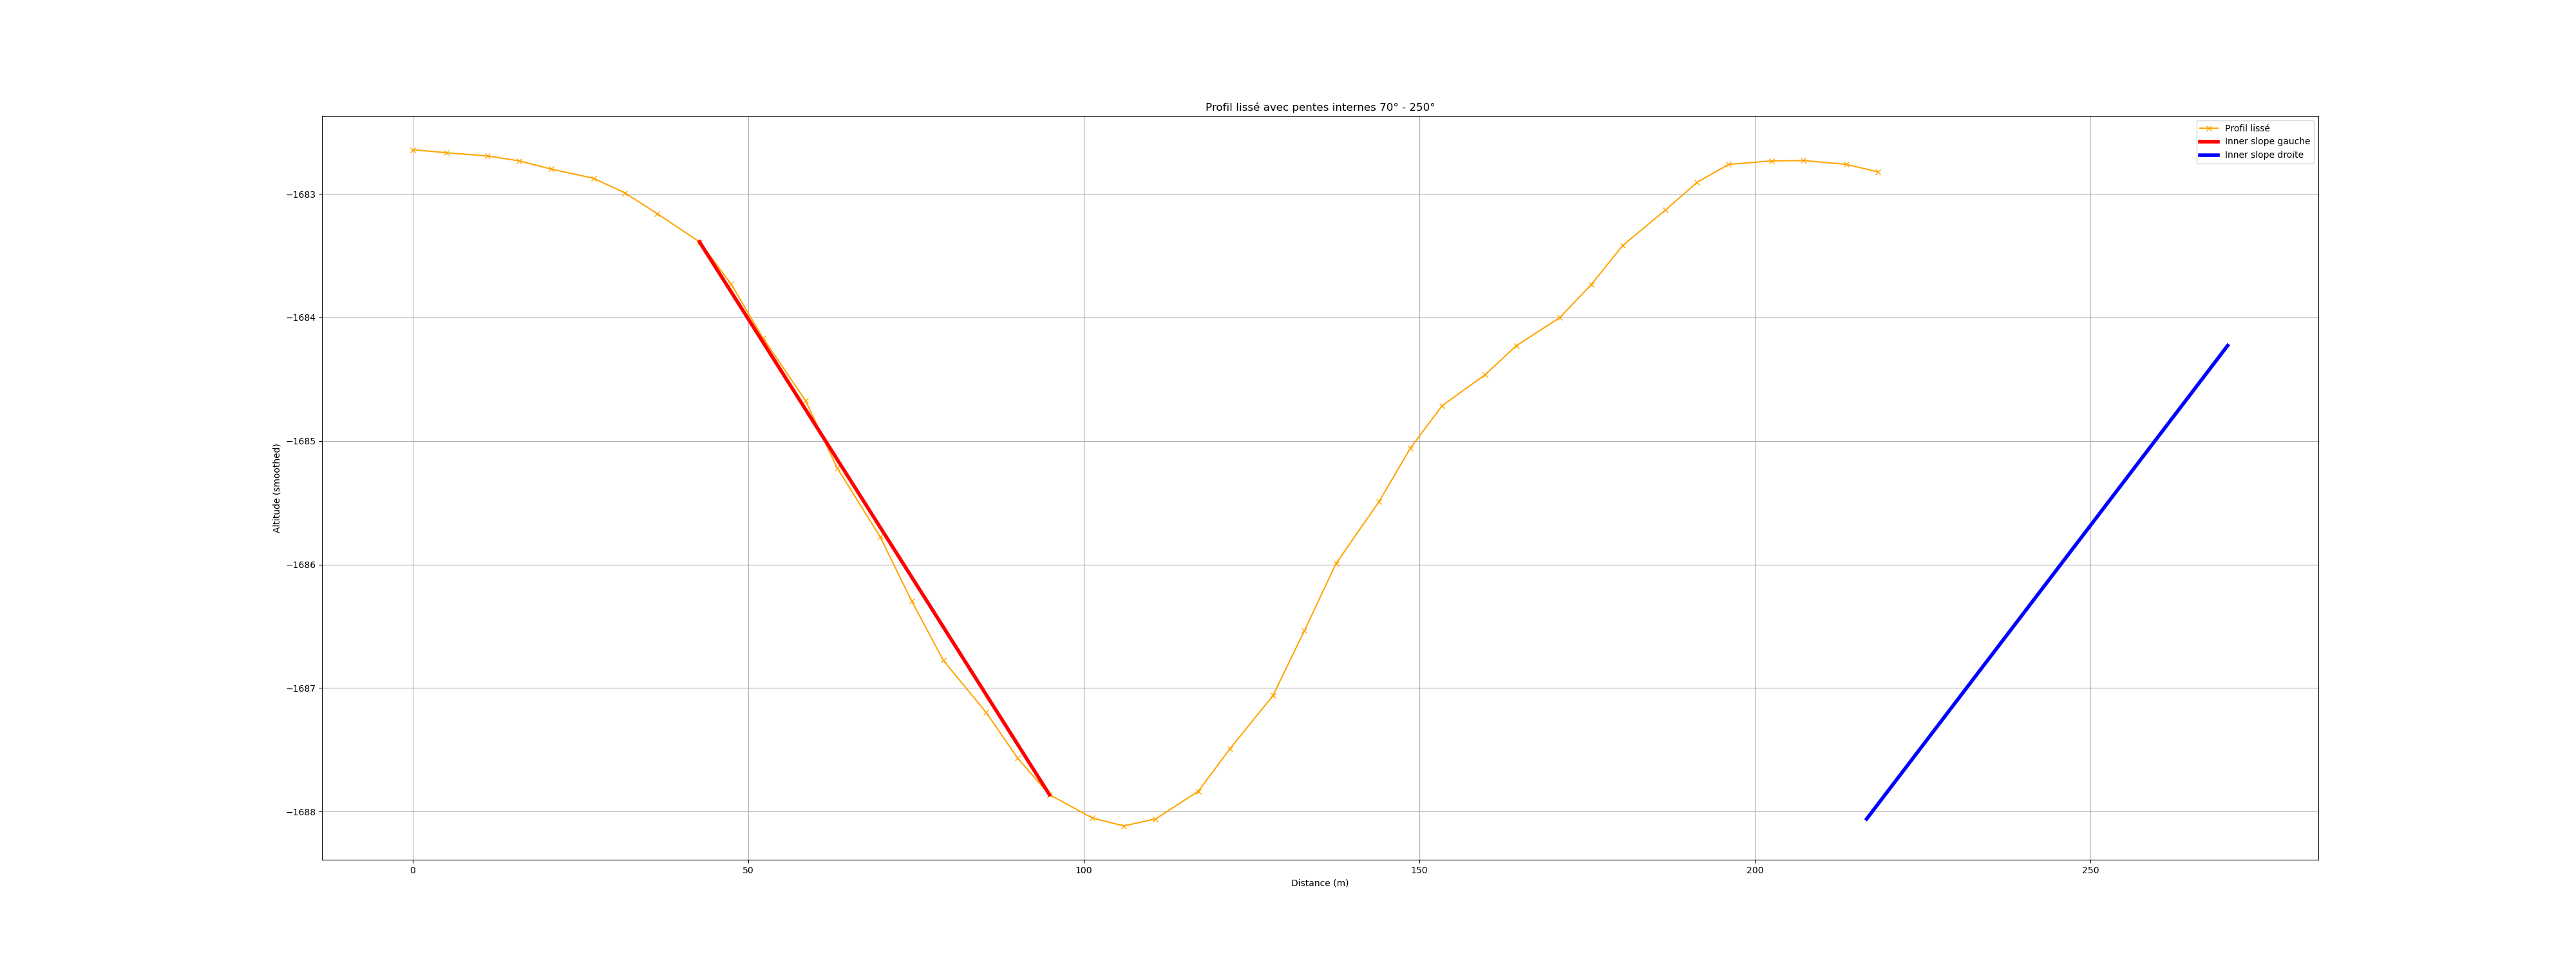 Profil lissé avec pentes internes 70° - 250°
Profil lissé
Inner slope gauche
Inner slope droite
−1683
−1684
−1685
−1686
−1687
−1688
Altitude (smoothed)
0
50
100
150
200
250
Distance (m)